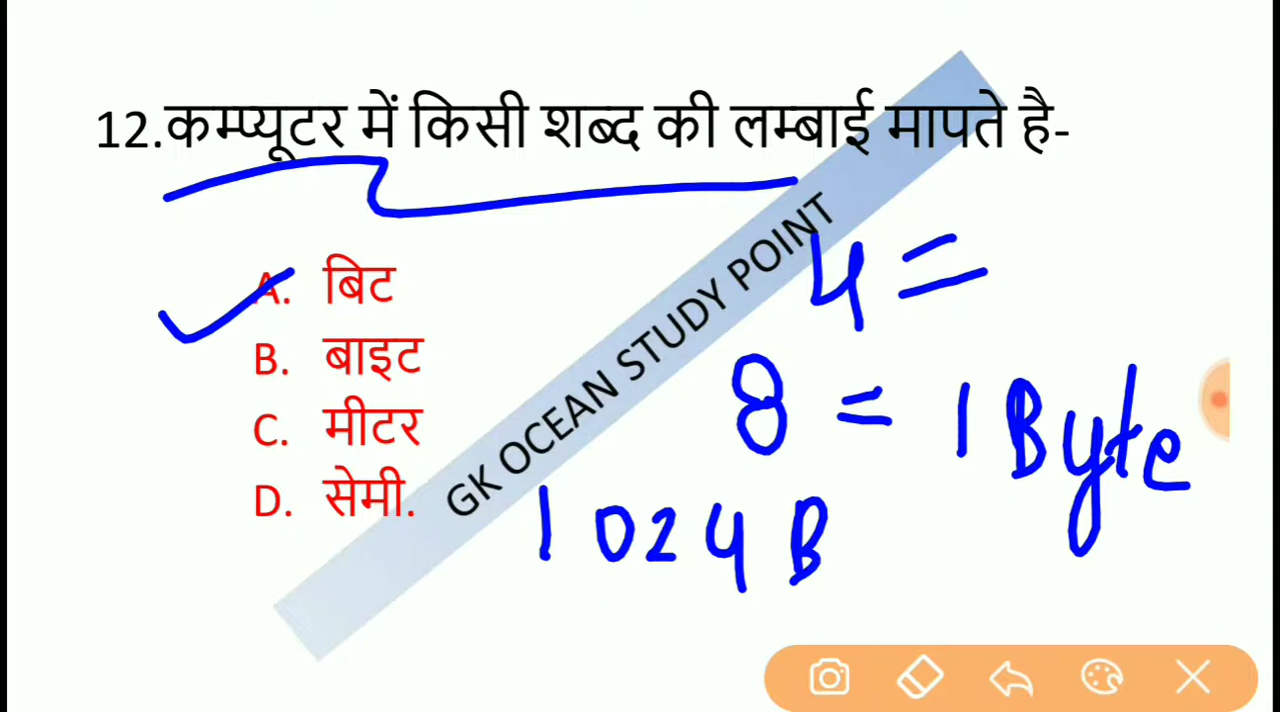 12.कम्प्यूटर में किसी शब्द की लम्बाई मापते है-
A. बिट
B. बाइट
C. मीटर
D. सेमी.
GK OCEAN STUDY POINT
4 =
8 = 1 Byte
1024 B